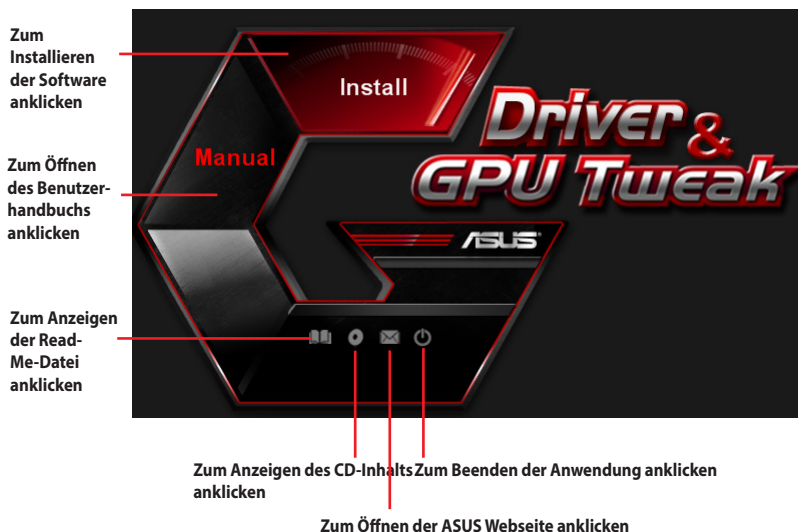 Zum
Installieren
der Software
anklicken
Install
Driver &
GPU Tweak
Manual
Zum Öffnen
des Benutzer-
handbuchs
anklicken
ASUS
Zum Anzeigen
der Read-
Me-Datei
anklicken
Zum Anzeigen des CD-Inhalts
anklicken
Zum Beenden der Anwendung anklicken
Zum Öffnen der ASUS Webseite anklicken